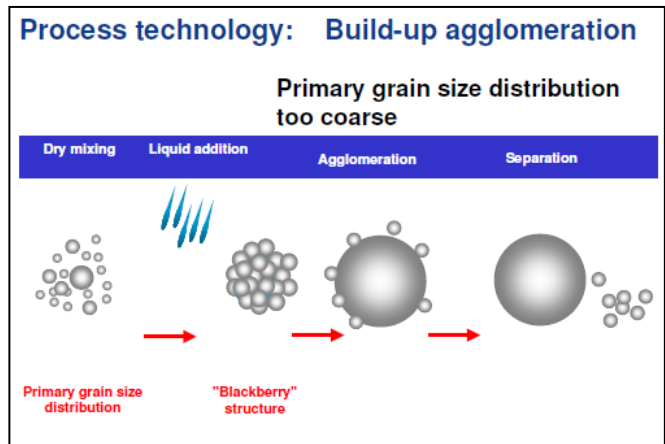 Process technology: Build-up agglomeration
Primary grain size distribution
too coarse
Dry mixing
Liquid addition
Agglomeration
Separation
Primary grain size
distribution
"Blackberry"
structure